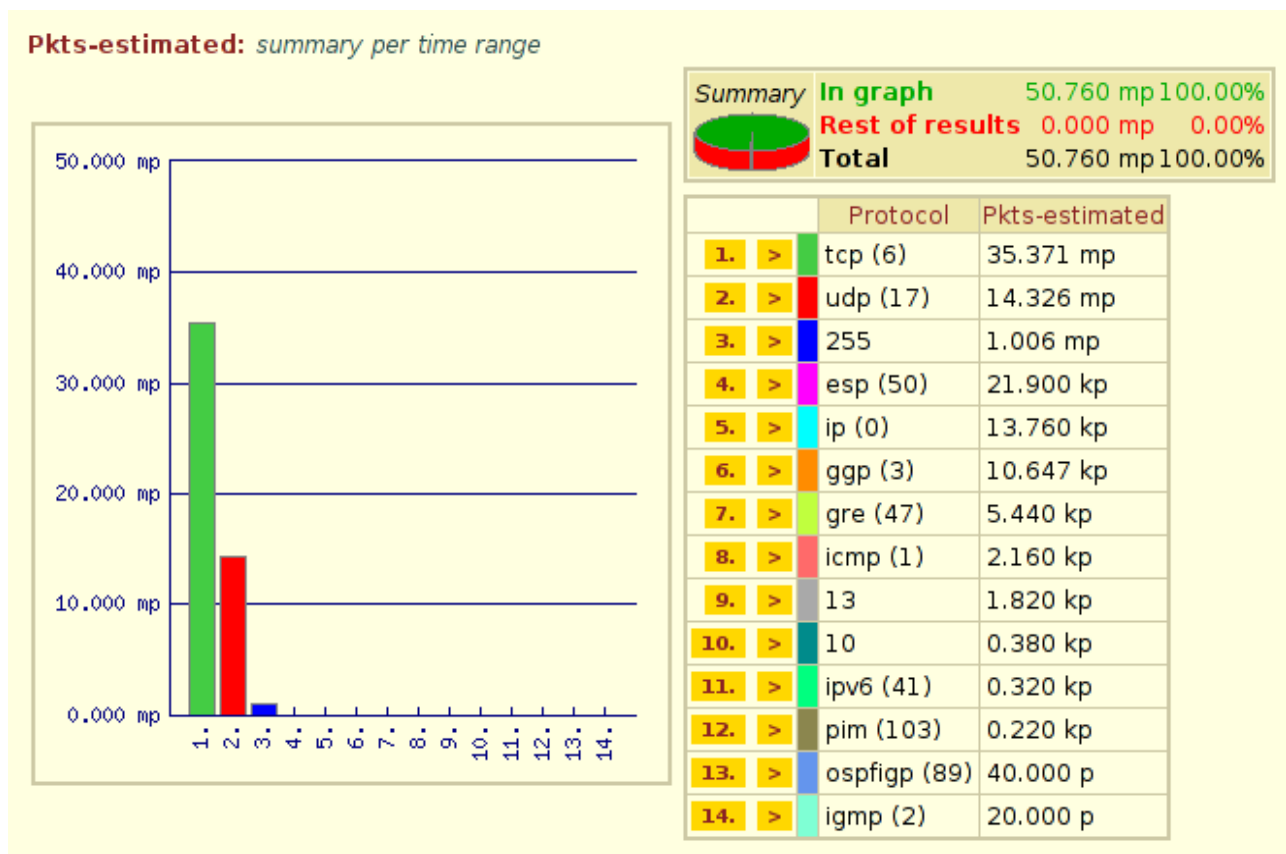 Pkts-estimated: summary per time range
Summary
In graph 50.760 mp 100.00%
Rest of results 0.000 mp 0.00%
Total 50.760 mp 100.00%
50.000 mp
40.000 mp
30.000 mp
20.000 mp
10.000 mp
0.000 mp
1. 2. 3. 4. 5. 6. 7. 8. 9. 10. 11. 12. 13. 14.
Protocol Pkts-estimated
1. > tcp (6) 35.371 mp
2. > udp (17) 14.326 mp
3. > 255 1.006 mp
4. > esp (50) 21.900 kp
5. > ip (0) 13.760 kp
6. > ggp (3) 10.647 kp
7. > gre (47) 5.440 kp
8. > icmp (1) 2.160 kp
9. > 13 1.820 kp
10. > 10 0.380 kp
11. > ipv6 (41) 0.320 kp
12. > pim (103) 0.220 kp
13. > ospfigp (89) 40.000 p
14. > igmp (2) 20.000 p